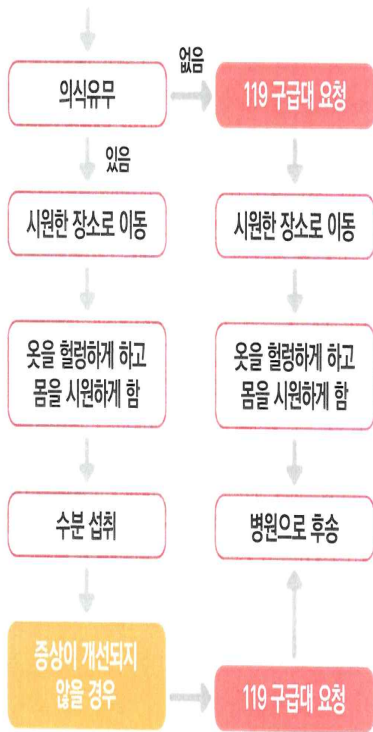 의식유무
없음
119 구급대 요청
있음
시원한 장소로 이동
시원한 장소로 이동
옷을 헐렁하게 하고
몸을 시원하게 함
옷을 헐렁하게 하고
몸을 시원하게 함
수분 섭취
병원으로 후송
증상이 개선되지
않을 경우
119 구급대 요청